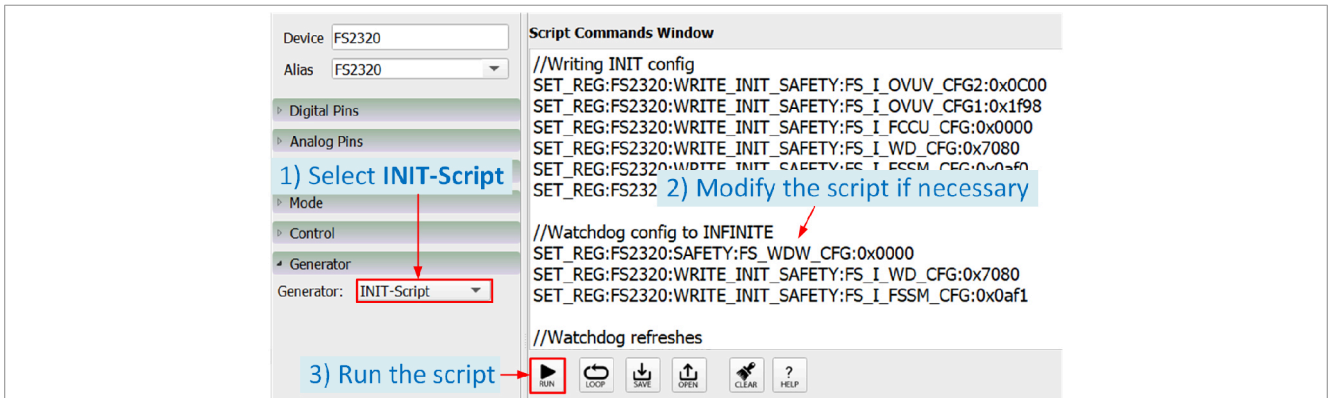 Device FS2320
Alias FS2320
Digital Pins
Analog Pins
1) Select INIT-Script
Mode
Control
Generator
Generator: INIT-Script
3) Run the script
Script Commands Window
//Writing INIT config
SET_REG:FS2320:WRITE_INIT_SAFETY:FS_I_OVUV_CFG2:0x0C00
SET_REG:FS2320:WRITE_INIT_SAFETY:FS_I_OVUV_CFG1:0x1f98
SET_REG:FS2320:WRITE_INIT_SAFETY:FS_I_FCCU_CFG:0x0000
SET_REG:FS2320:WRITE_INIT_SAFETY:FS_I_WD_CFG:0x7080
SET_REG:FS2320:WRITE_INIT_SAFETY:FS_I_FSSM_CFG:0x0af0
SET_REG:FS232
2) Modify the script if necessary
//Watchdog config to INFINITE
SET_REG:FS2320:SAFETY:FS_WDW_CFG:0x0000
SET_REG:FS2320:WRITE_INIT_SAFETY:FS_I_WD_CFG:0x7080
SET_REG:FS2320:WRITE_INIT_SAFETY:FS_I_FSSM_CFG:0x0af1
//Watchdog refreshes
RUN LOOP SAVE OPEN CLEAR ? HELP